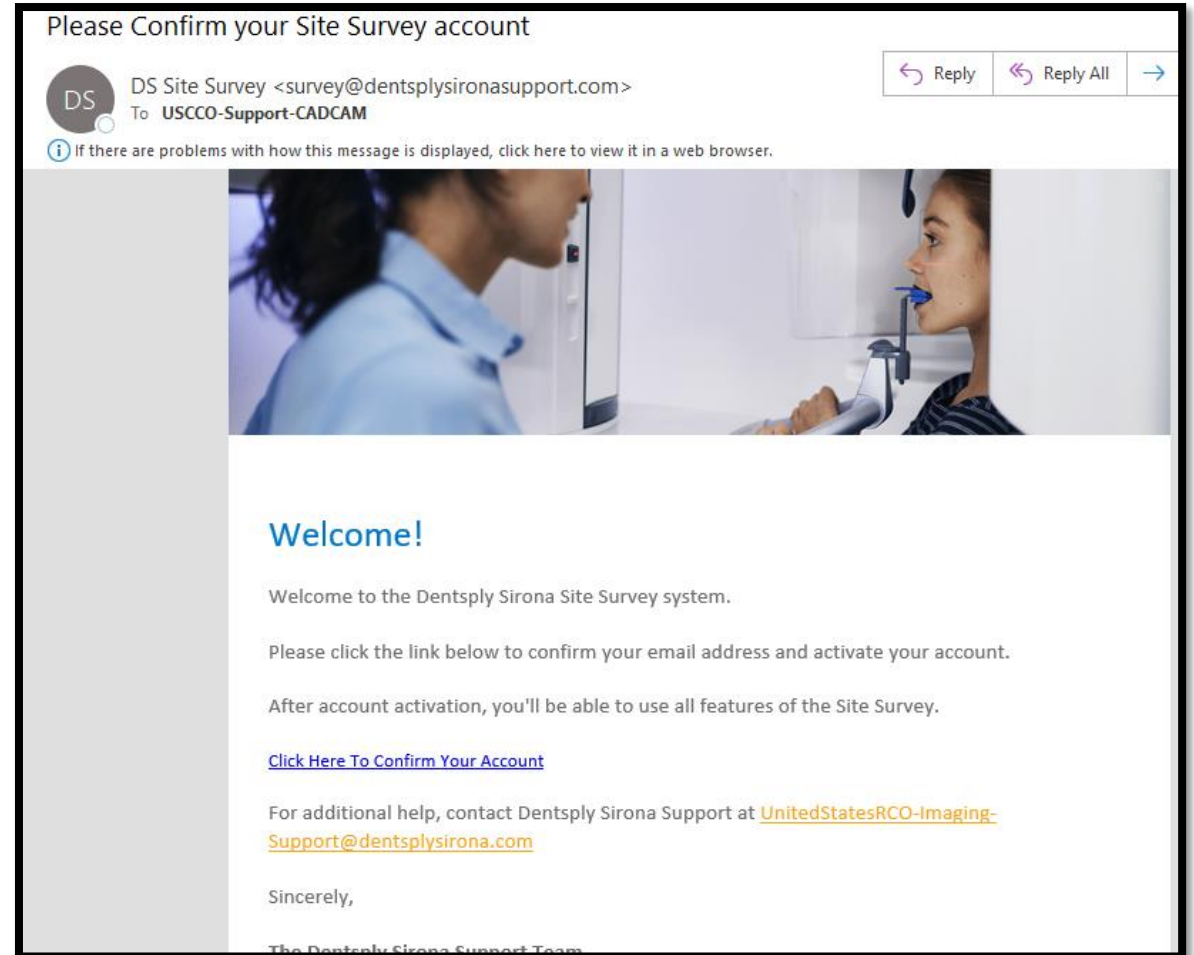 Please Confirm your Site Survey account
DS
DS Site Survey <survey@dentsplysironasupport.com>
To USCCO-Support-CADCAM
Reply
Reply All
If there are problems with how this message is displayed, click here to view it in a web browser.
Welcome!
Welcome to the Dentsply Sirona Site Survey system.
Please click the link below to confirm your email address and activate your account.
After account activation, you'll be able to use all features of the Site Survey.
Click Here To Confirm Your Account
For additional help, contact Dentsply Sirona Support at UnitedStatesRCO-Imaging-
Support@dentsplysirona.com
Sincerely,
The Dentsply Sirona Support Team